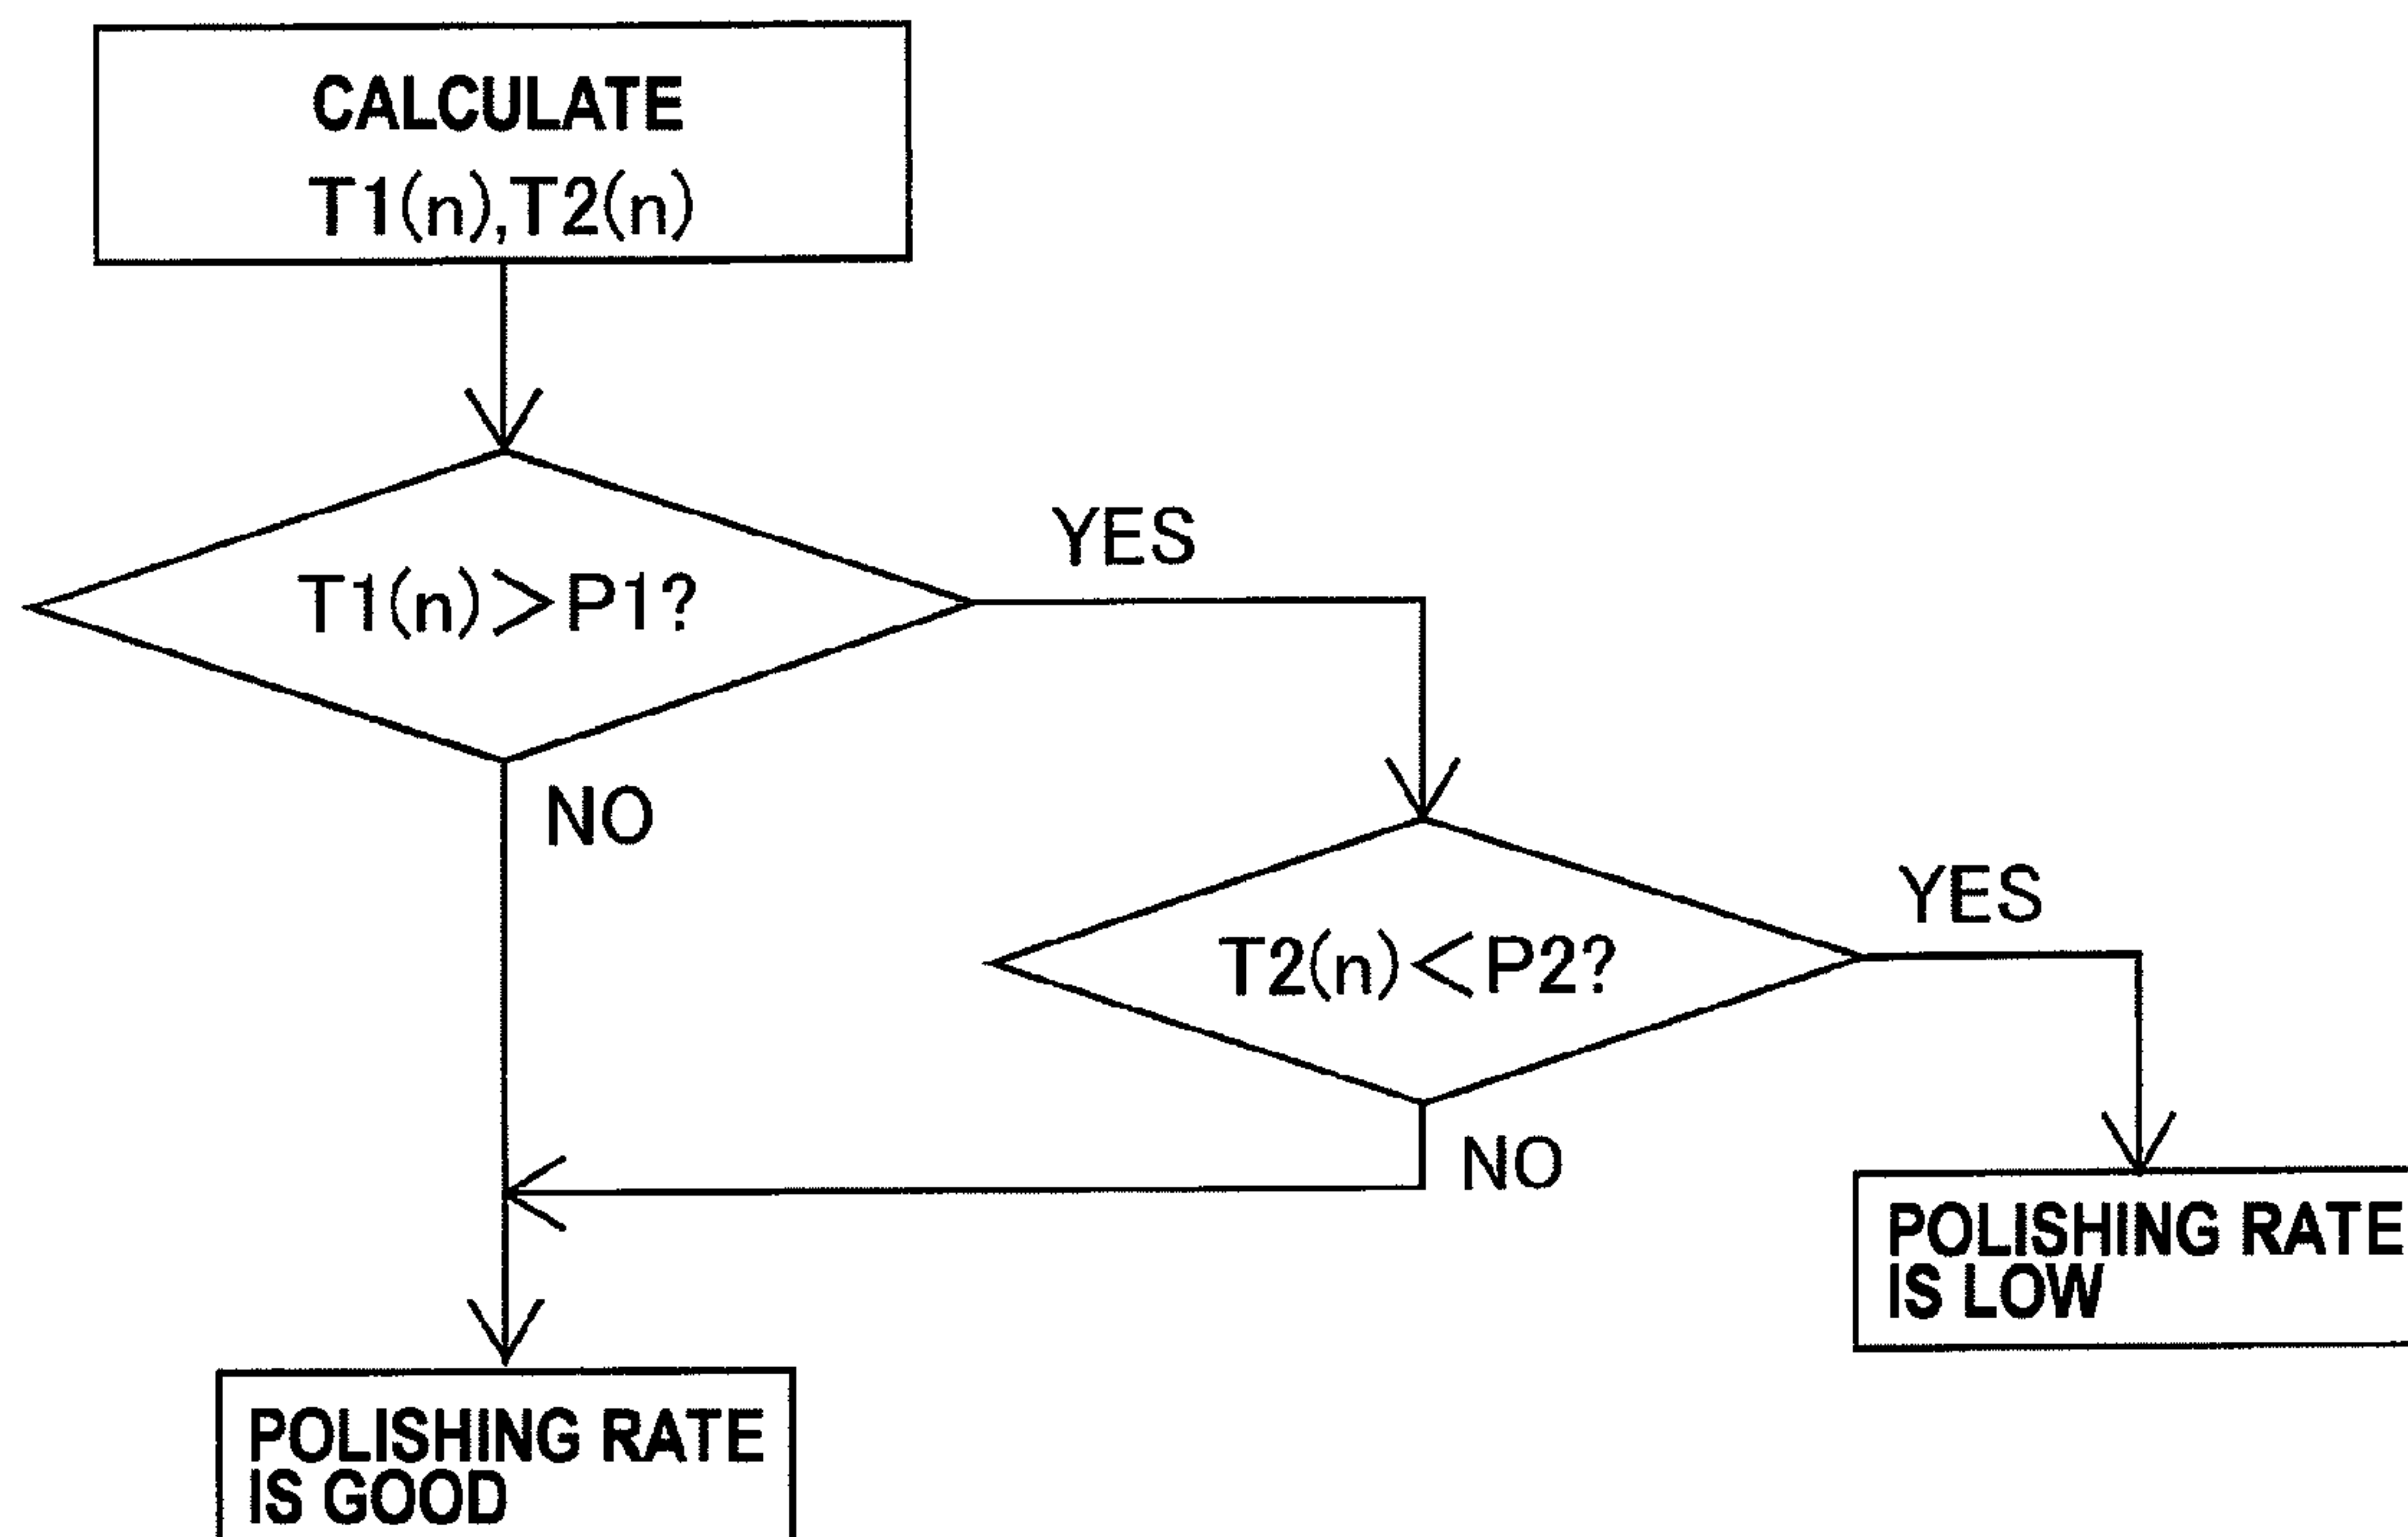 CALCULATE
T1(n),T2(n)
T1(n)>P1?
YES
NO
T2(n)<P2?
YES
NO
POLISHING RATE
IS LOW
POLISHING RATE
IS GOOD